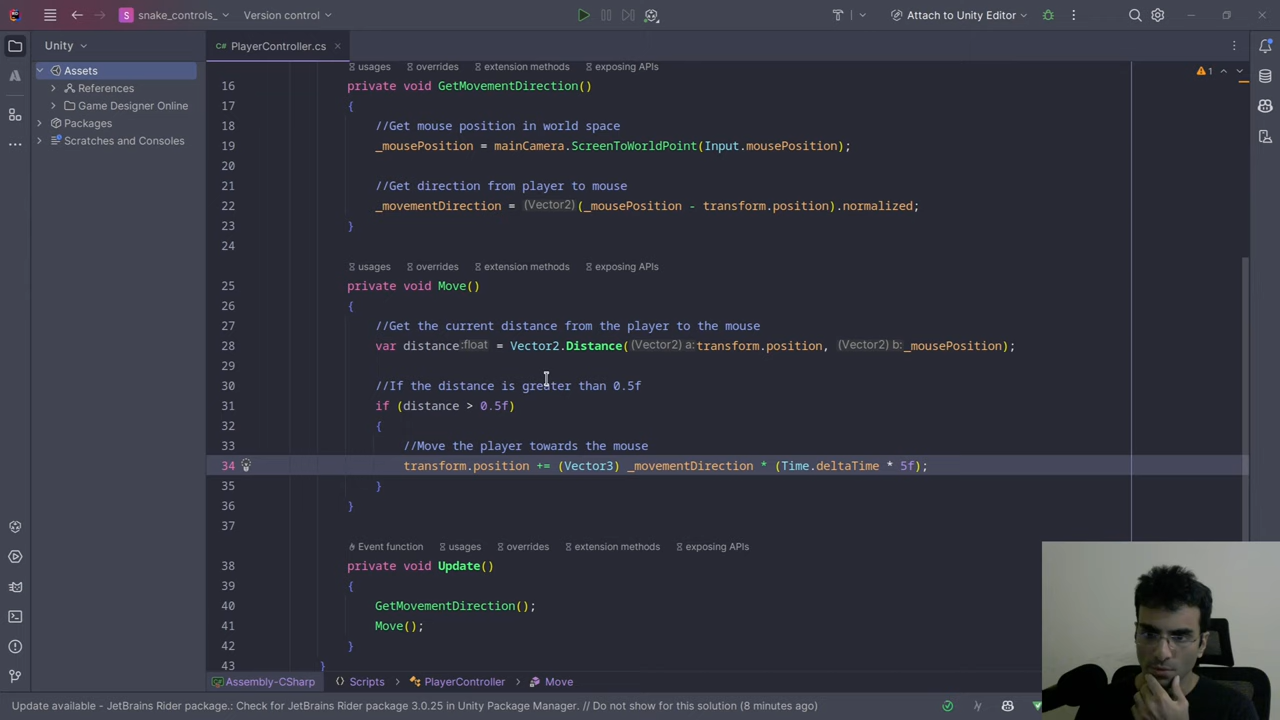 S snake_controls_ Version control Attach to Unity Editor
Unity
C# PlayerController.cs
Assets
References
Game Designer Online
Packages
Scratches and Consoles
usages overrides extension methods exposing APIs
1
16 private void GetMovementDirection()
17 {
18 //Get mouse position in world space
19 _mousePosition = mainCamera.ScreenToWorldPoint(Input.mousePosition);
20
21 //Get direction from player to mouse
22 _movementDirection = (Vector2)(_mousePosition - transform.position).normalized;
23 }
24
usages overrides extension methods exposing APIs
25 private void Move()
26 {
27 //Get the current distance from the player to the mouse
28 var distance:float = Vector2.Distance((Vector2)a:transform.position, (Vector2)b:_mousePosition);
29
30 //If the distance is greater than 0.5f
31 if (distance > 0.5f)
32 {
33 //Move the player towards the mouse
34 transform.position += (Vector3) _movementDirection * (Time.deltaTime * 5f);
35 }
36 }
37
Event function usages overrides extension methods exposing APIs
38 private void Update()
39 {
40 GetMovementDirection();
41 Move();
42 }
43 }
Assembly-CSharp Scripts PlayerController Move
Update available - JetBrains Rider package.: Check for JetBrains Rider package 3.0.25 in Unity Package Manager. // Do not show for this solution (8 minutes ago)